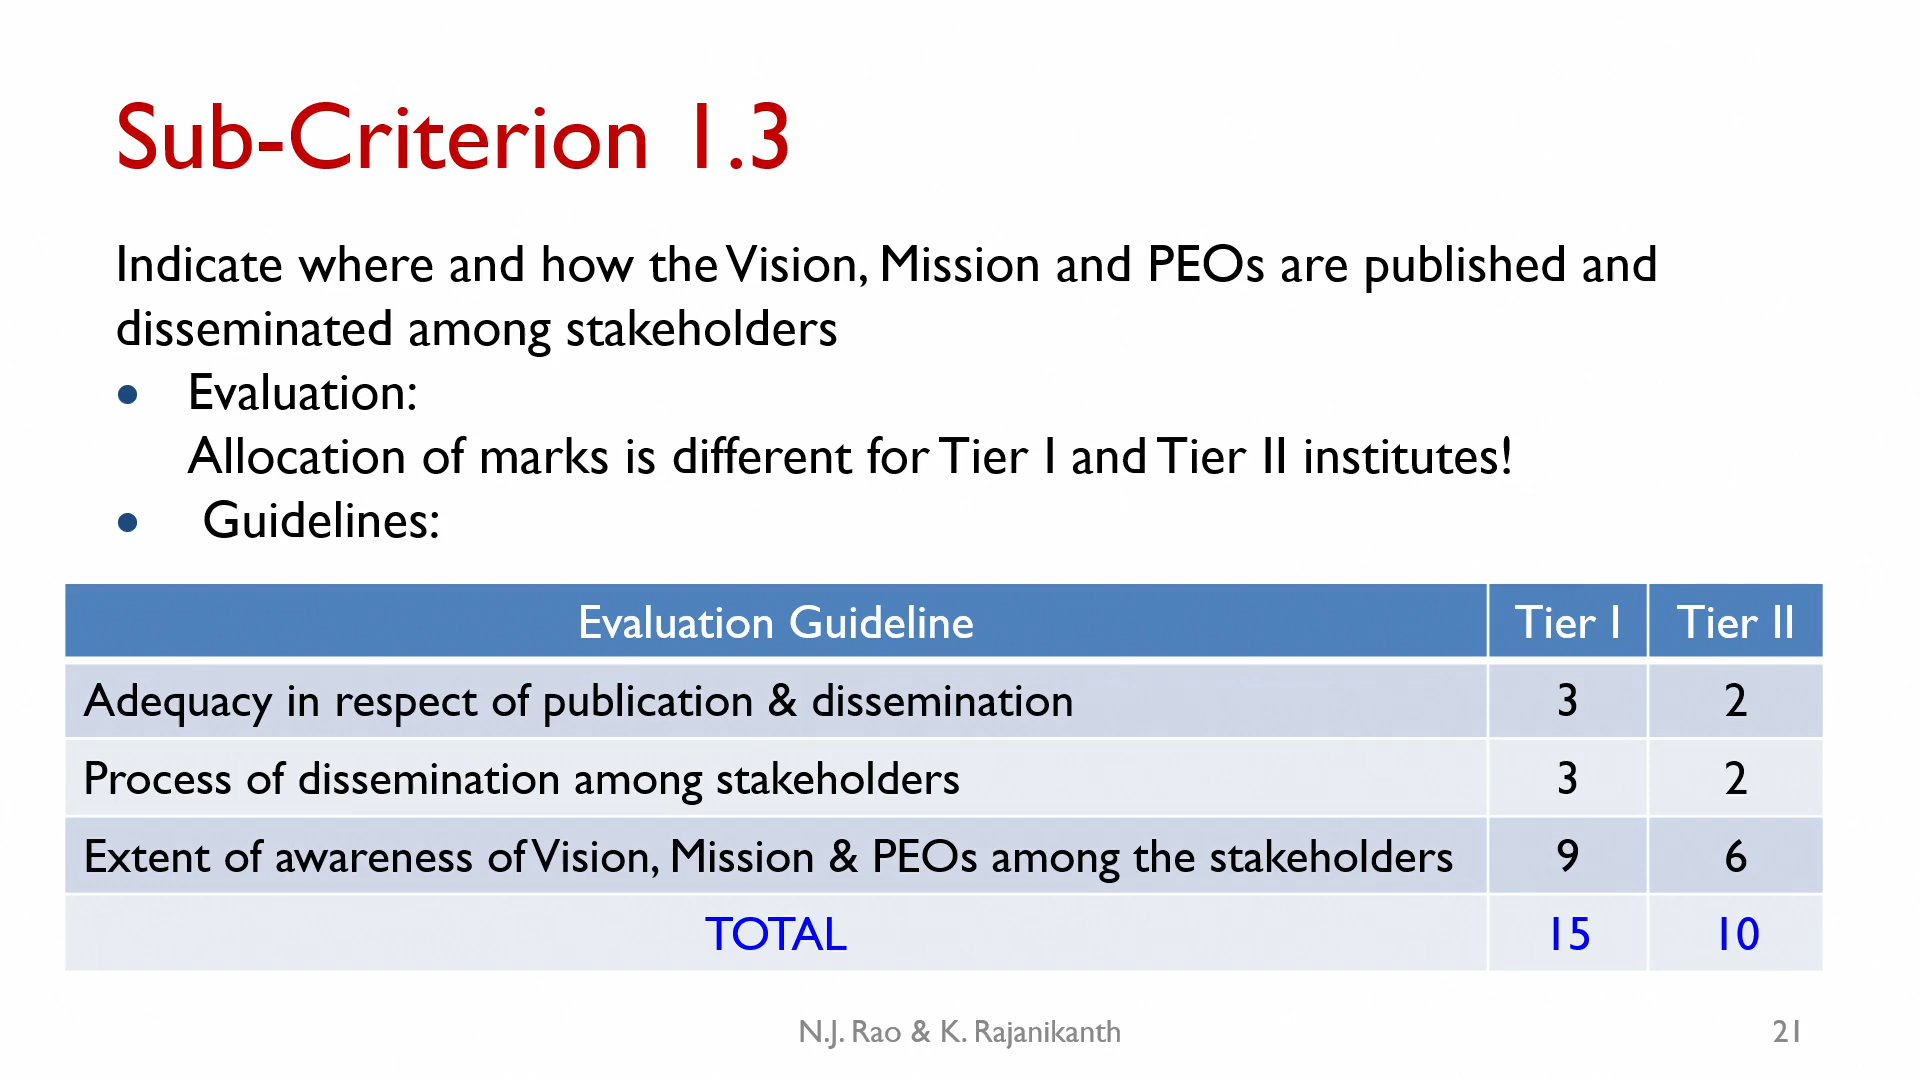 Sub-Criterion 1.3
Indicate where and how the Vision, Mission and PEOs are published and
disseminated among stakeholders
• Evaluation:
Allocation of marks is different for Tier I and Tier II institutes!
• Guidelines:
Evaluation Guideline Tier I Tier II
Adequacy in respect of publication & dissemination 3 2
Process of dissemination among stakeholders 3 2
Extent of awareness of Vision, Mission & PEOs among the stakeholders 9 6
TOTAL 15 10
N.J. Rao & K. Rajanikanth 21